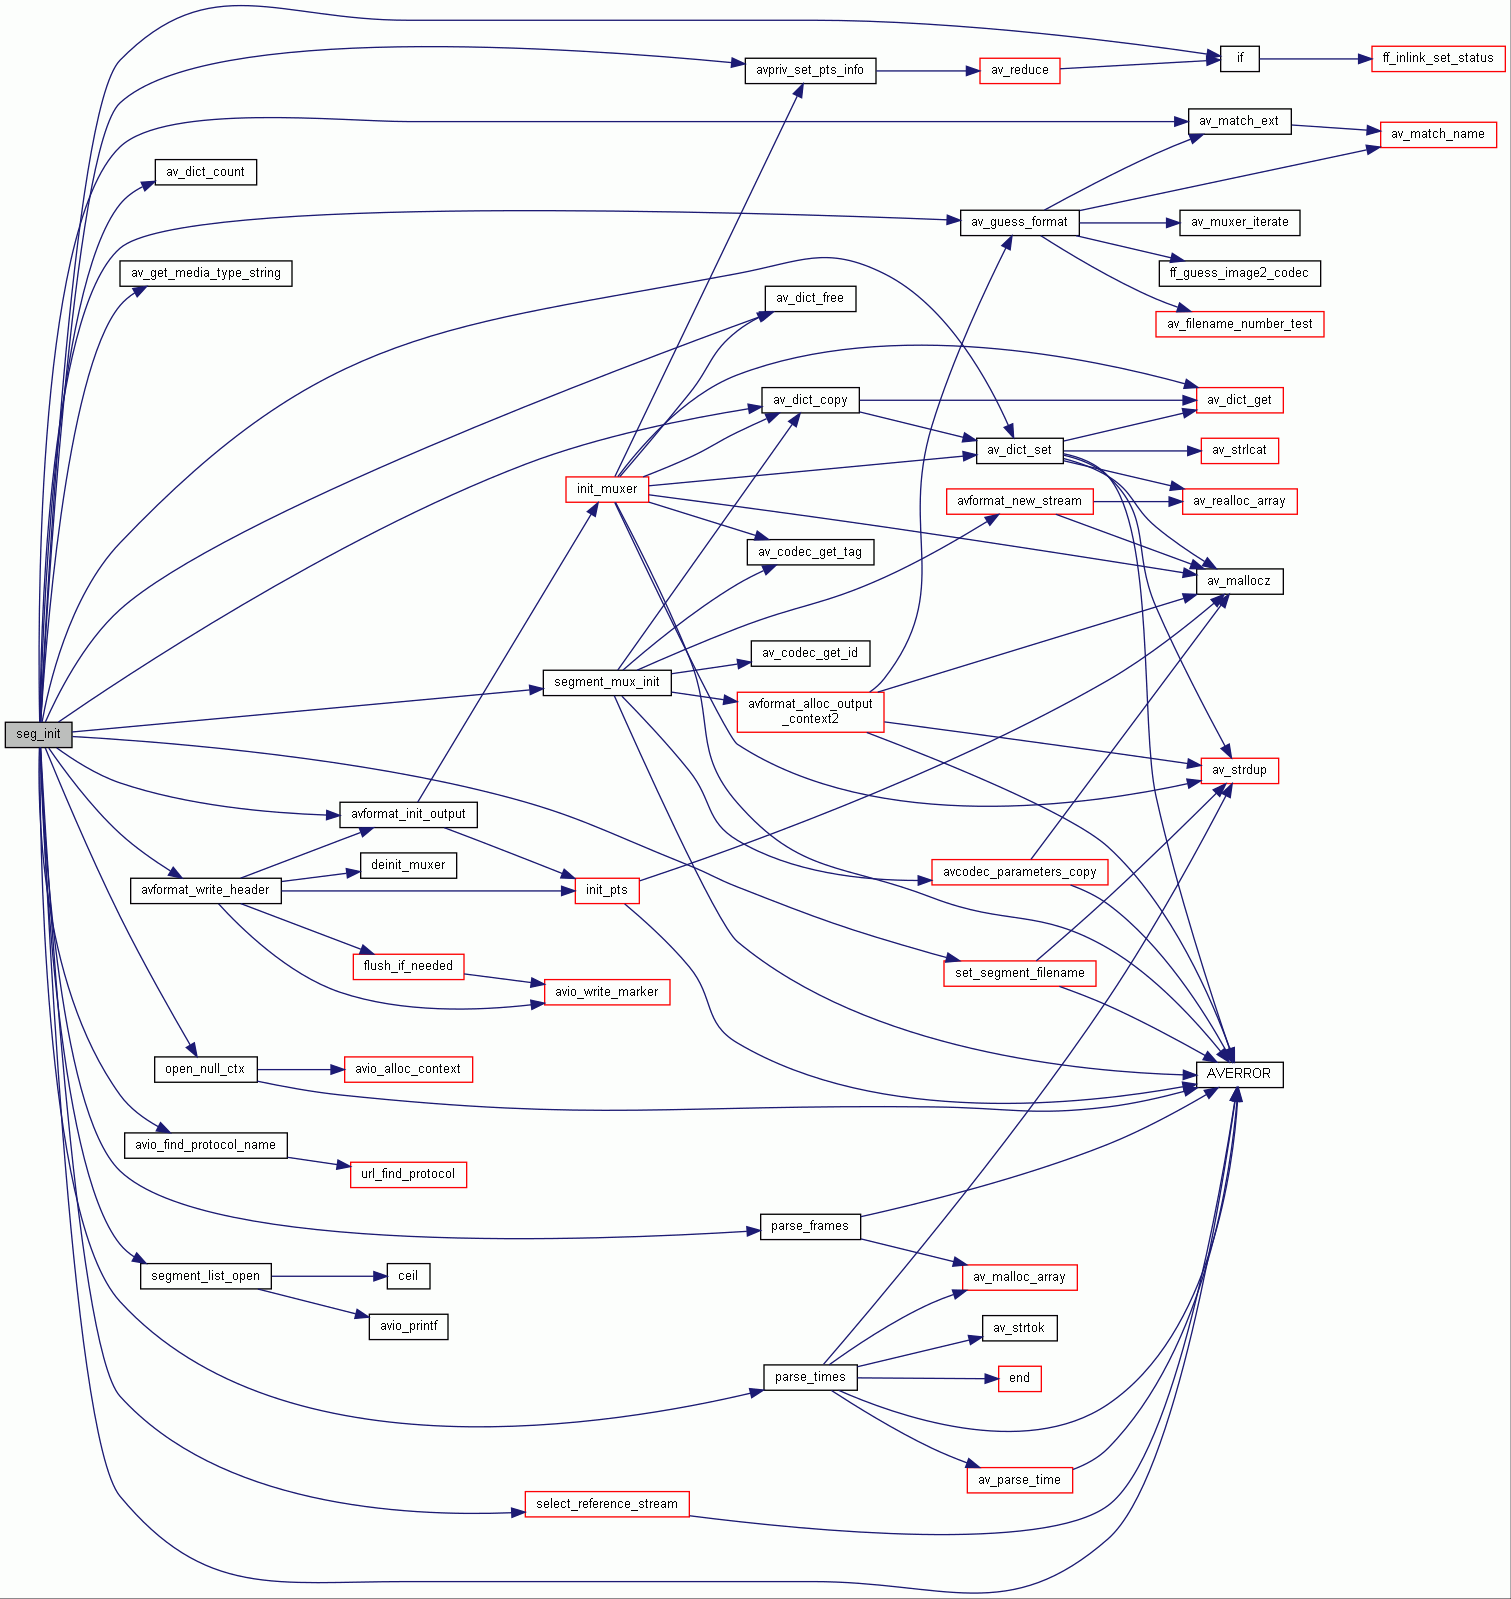 if
ff_inlink_set_status
avpriv_set_pts_info
av_reduce
av_match_ext
av_match_name
av_dict_count
av_guess_format
av_muxer_iterate
av_get_media_type_string
ff_guess_image2_codec
av_dict_free
av_filename_number_test
av_dict_copy
av_dict_get
av_dict_set
av_strlcat
init_muxer
avformat_new_stream
av_realloc_array
av_codec_get_tag
av_mallocz
av_codec_get_id
segment_mux_init
avformat_alloc_output
_context2
seg_init
av_strdup
avformat_init_output
deinit_muxer
avcodec_parameters_copy
avformat_write_header
init_pts
flush_if_needed
set_segment_filename
avio_write_marker
open_null_ctx
avio_alloc_context
AVERROR
avio_find_protocol_name
url_find_protocol
parse_frames
segment_list_open
ceil
av_malloc_array
avio_printf
av_strtok
parse_times
end
av_parse_time
select_reference_stream